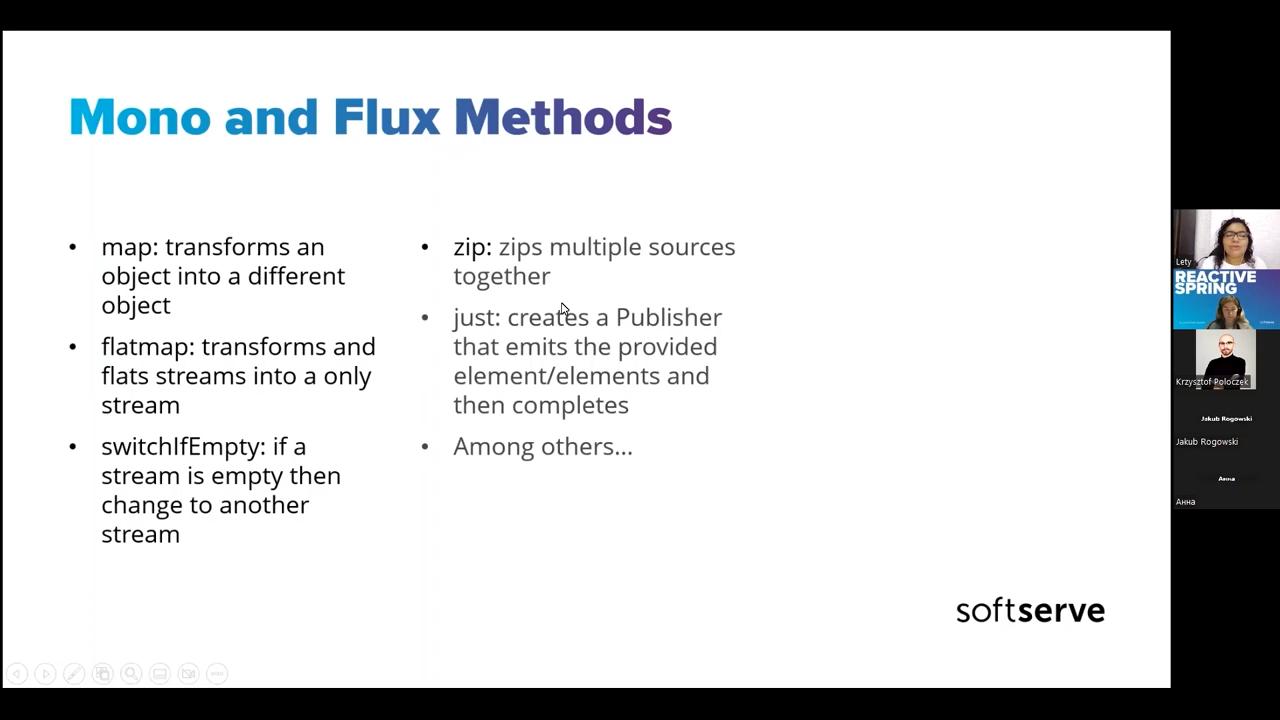 Mono and Flux Methods
• map: transforms an
object into a different
object
• flatmap: transforms and
flats streams into a only
stream
• switchIfEmpty: if a
stream is empty then
change to another
stream
• zip: zips multiple sources
together
• just: creates a Publisher
that emits the provided
element/elements and
then completes
• Among others...
softserve
Lety
REACTIVE
SPRING
Krzysztof Poloczek
Jakub Rogowski
Jakub Rogowski
Анна
Анна